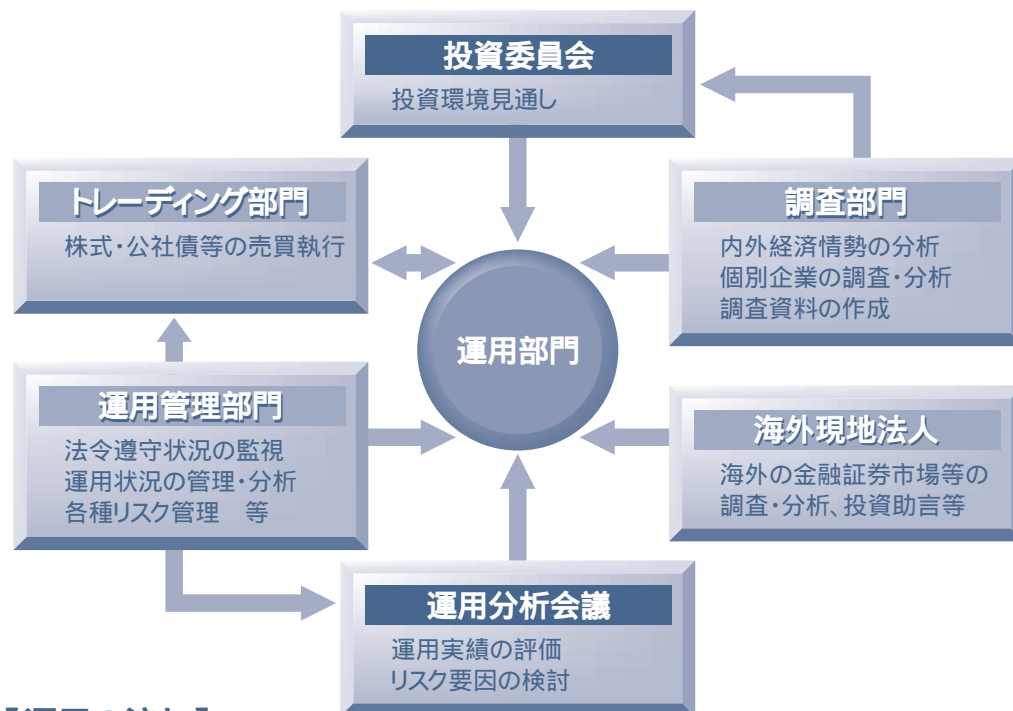 投資委員会
投資環境見通し
トレーディング部門
株式・公社債等の売買執行
調査部門
内外経済情勢の分析
個別企業の調査・分析
調査資料の作成
運用部門
運用管理部門
法令遵守状況の監視
運用状況の管理・分析
各種リスク管理　等
海外現地法人
海外の金融証券市場等の
調査・分析、投資助言等
運用分析会議
運用実績の評価
リスク要因の検討